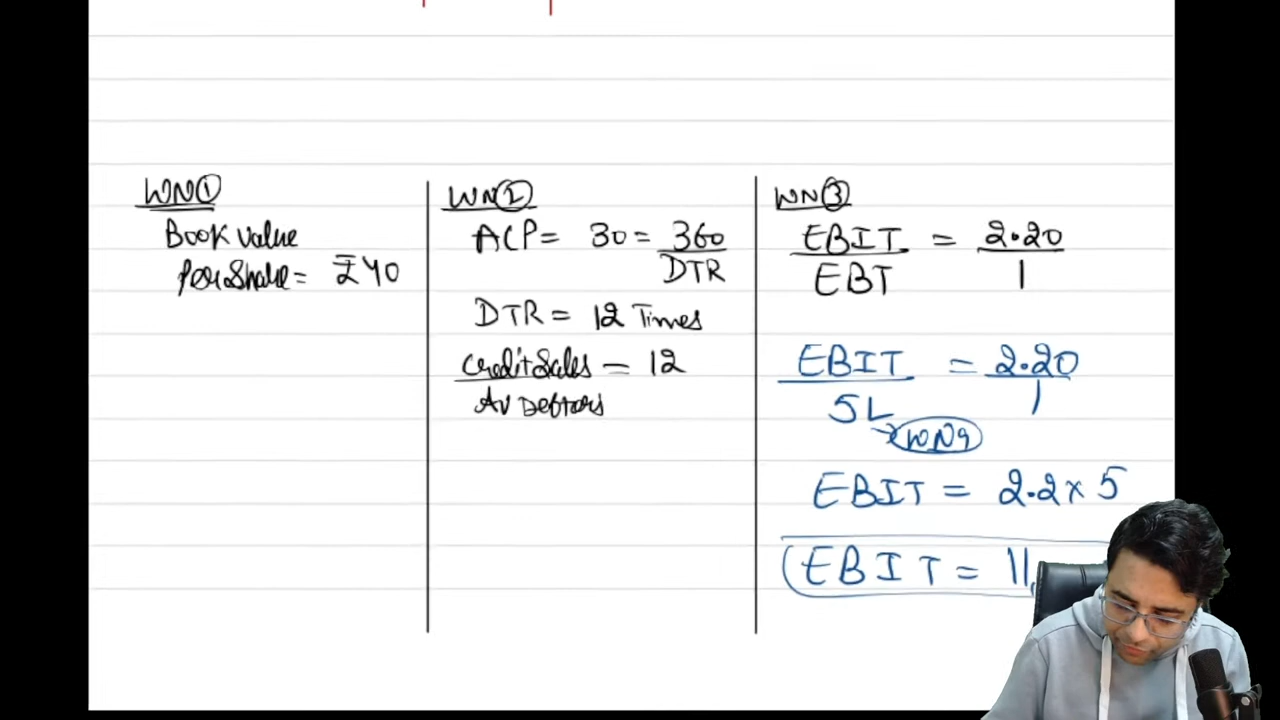 WN①
Book value
Per Share = ₹40
WN②
ACP = 30 = 360
DTR
DTR = 12 Times
Credit Sales = 12
Av Debtors
WN③
EBIT = 2.20
EBT 1
EBIT = 2.20
5L 1
→ WN9
EBIT = 2.2 × 5
EBIT = 11,